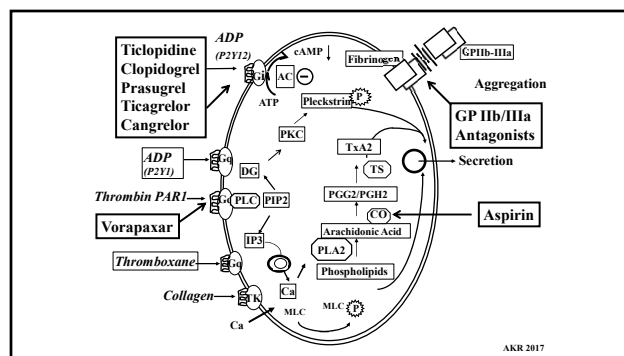 Ticlopidine
Clopidogrel
Prasugrel
Ticagrelor
Cangrelor
ADP
(P2Y12)
Gi
AC
cAMP
ATP
Fibrinogen
GPIIb-IIIa
Aggregation
GP IIb/IIIa
Antagonists
Pleckstrin
P
PKC
TxA2
TS
Secretion
ADP
(P2Y1)
Gq
DG
Thrombin PAR1
Gq
PLC
PIP2
PGG2/PGH2
CO
Aspirin
Vorapaxar
Arachidonic Acid
IP3
PLA2
Thromboxane
Gq
Phospholipids
Collagen
TK
Ca
Ca
MLC
MLC
P
AKR 2017